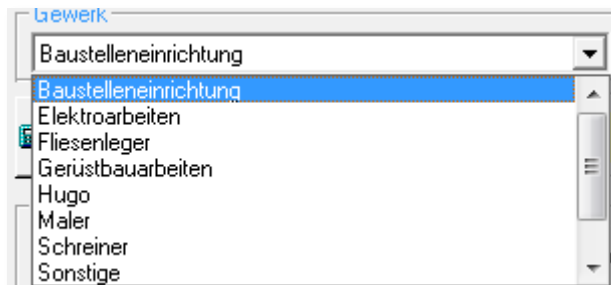 Gewerk
Baustelleneinrichtung
Baustelleneinrichtung
Elektroarbeiten
Fliesenleger
Gerüstbauarbeiten
Hugo
Maler
Schreiner
Sonstige